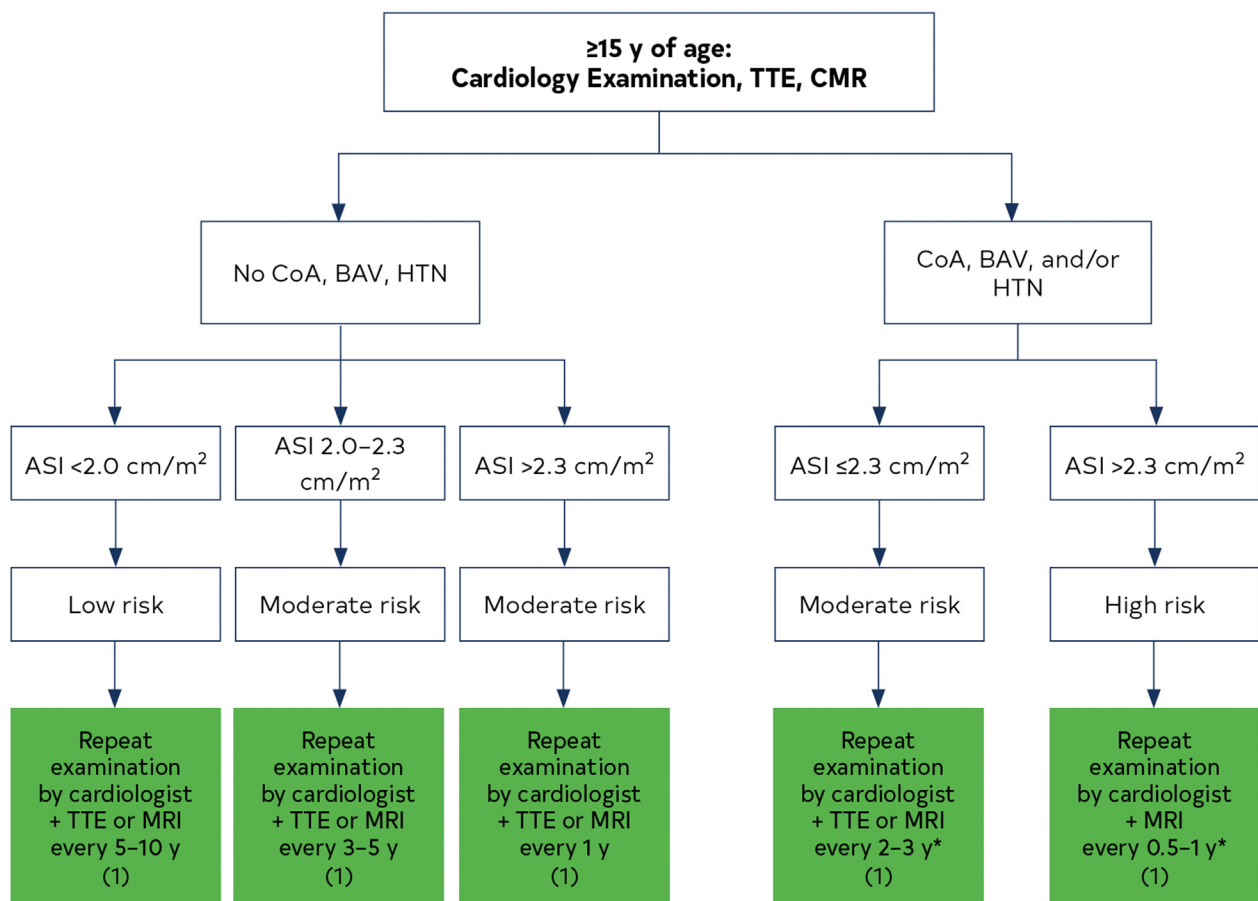 ≥15 y of age:
Cardiology Examination, TTE, CMR
No CoA, BAV, HTN
CoA, BAV, and/or
HTN
ASI <2.0 cm/m²
ASI 2.0–2.3
cm/m²
ASI >2.3 cm/m²
ASI ≤2.3 cm/m²
ASI >2.3 cm/m²
Low risk
Moderate risk
Moderate risk
Moderate risk
High risk
Repeat
examination
by cardiologist
+ TTE or MRI
every 5–10 y
(1)
Repeat
examination
by cardiologist
+ TTE or MRI
every 3–5 y
(1)
Repeat
examination
by cardiologist
+ TTE or MRI
every 1 y
(1)
Repeat
examination
by cardiologist
+ TTE or MRI
every 2–3 y*
(1)
Repeat
examination
by cardiologist
+ MRI
every 0.5–1 y*
(1)